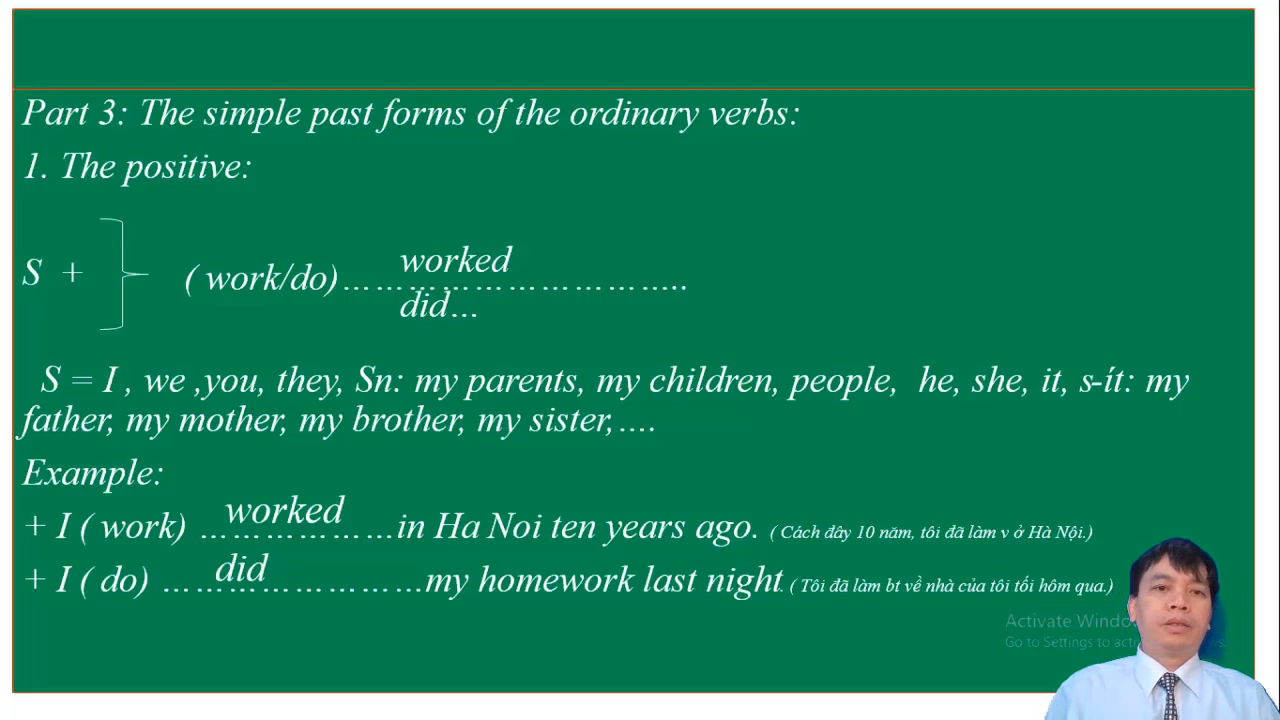 Part 3: The simple past forms of the ordinary verbs:
1. The positive:
worked
S + ( work/do)…………………………..
did…
S = I , we ,you, they, Sn: my parents, my children, people, he, she, it, s-ít: my
father, my mother, my brother, my sister,….
Example:
worked
+ I ( work) ………………in Ha Noi ten years ago. ( Cách đây 10 năm, tôi đã làm v ở Hà Nội.)
did
+ I ( do) ……………………my homework last night. ( Tôi đã làm bt về nhà của tôi tối hôm qua.)
Activate
Go to Settings to